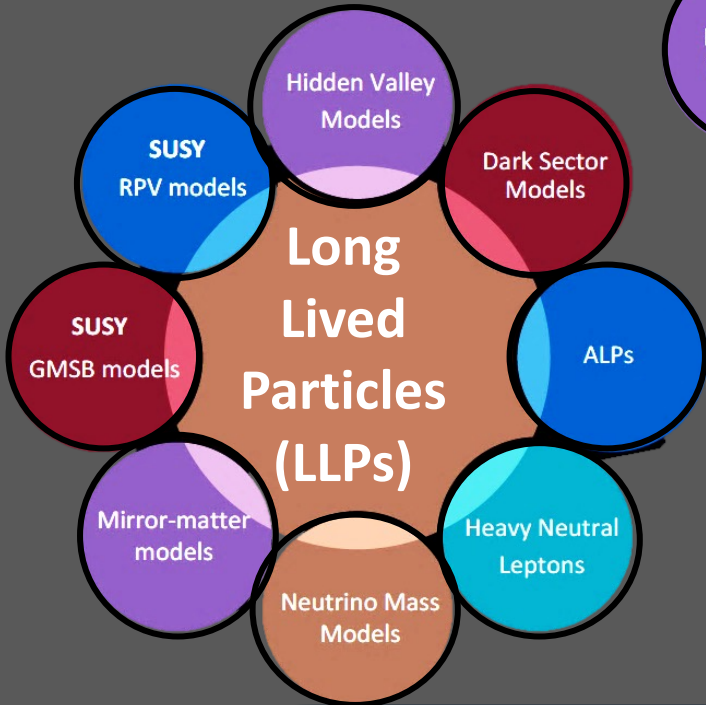 Hidden Valley
Models
SUSY
RPV models
Dark Sector
Models
Long
Lived
Particles
(LLPs)
SUSY
GMSB models
ALPs
Mirror-matter
models
Heavy Neutral
Leptons
Neutrino Mass
Models